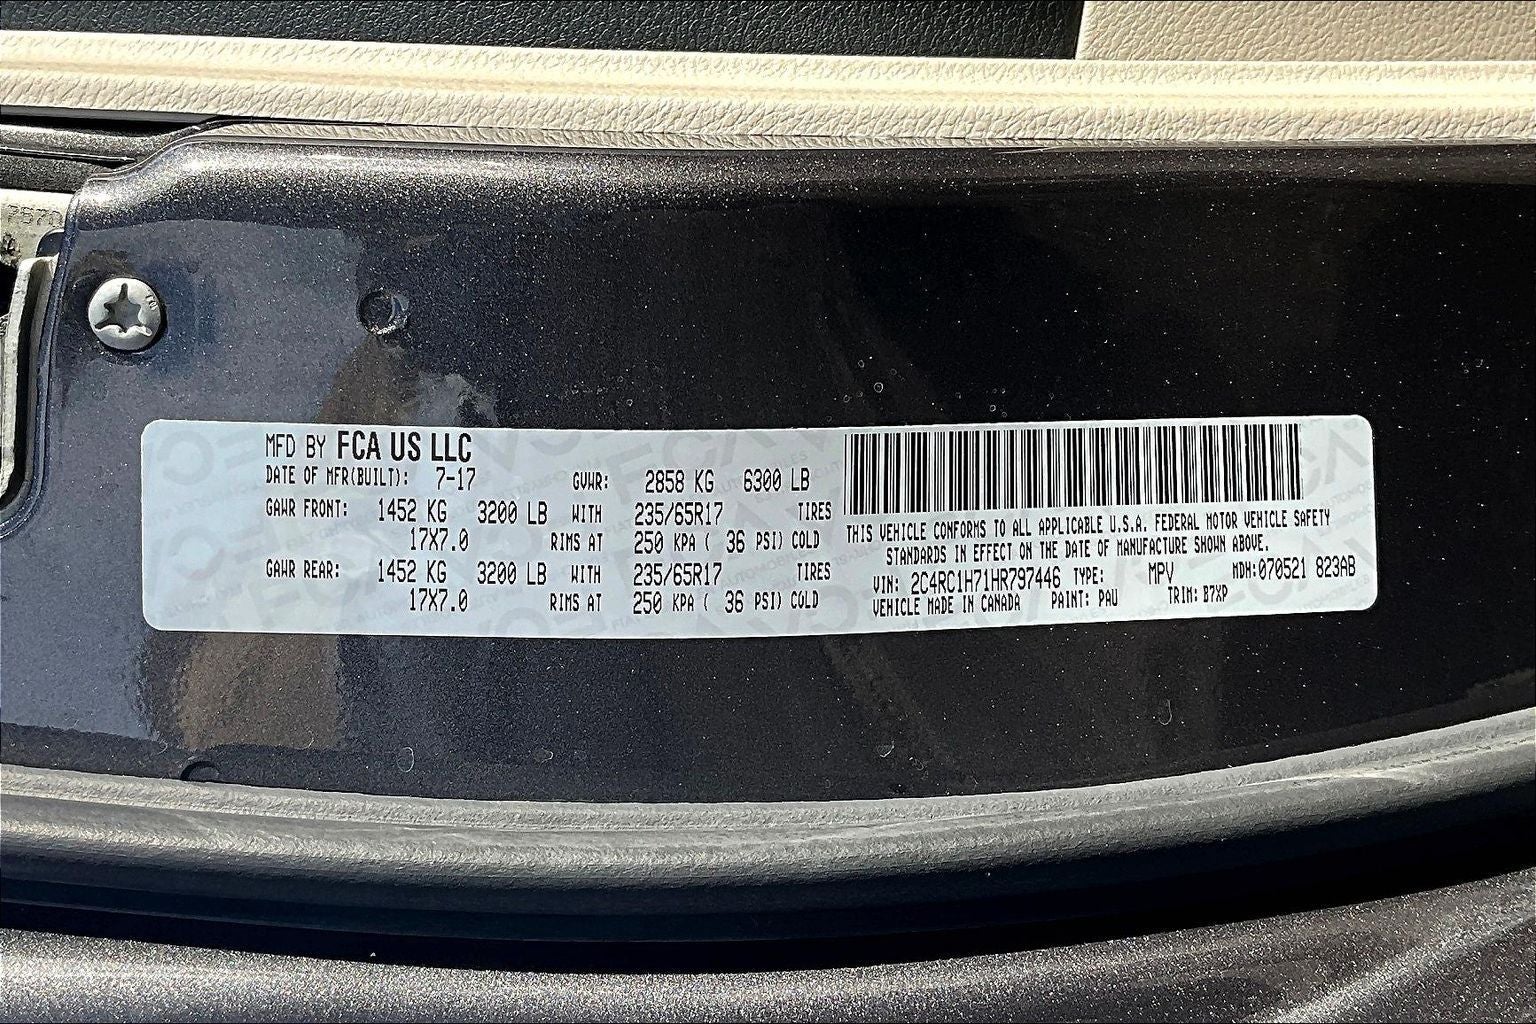 7570
MFD BY FCA US LLC
DATE OF MFR(BUILT): 7-17 GVWR: 2858 KG 6300 LB
GAWR FRONT: 1452 KG 3200 LB WITH 235/65R17 TIRES
17X7.0 RIMS AT 250 KPA ( 36 PSI) COLD
GAWR REAR: 1452 KG 3200 LB WITH 235/65R17 TIRES
17X7.0 RIMS AT 250 KPA ( 36 PSI) COLD
THIS VEHICLE CONFORMS TO ALL APPLICABLE U.S.A. FEDERAL MOTOR VEHICLE SAFETY
STANDARDS IN EFFECT ON THE DATE OF MANUFACTURE SHOWN ABOVE.
VIN: 2C4RC1H71HR797446 TYPE: MPV MDH:070521 823AB
VEHICLE MADE IN CANADA PAINT: PAU TRIM: B7XP